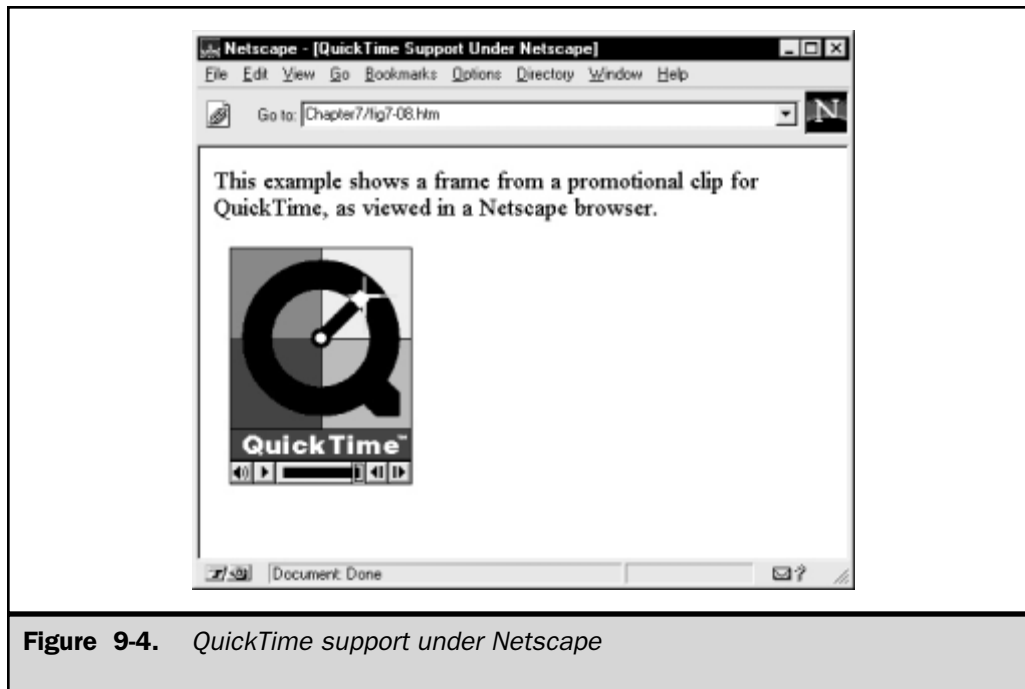 Netscape - [QuickTime Support Under Netscape]
File Edit View Go Bookmarks Options Directory Window Help
Go to: Chapter7/fig7-08.htm
N
This example shows a frame from a promotional clip for
QuickTime, as viewed in a Netscape browser.
QuickTime™
Document: Done
Figure 9-4. QuickTime support under Netscape